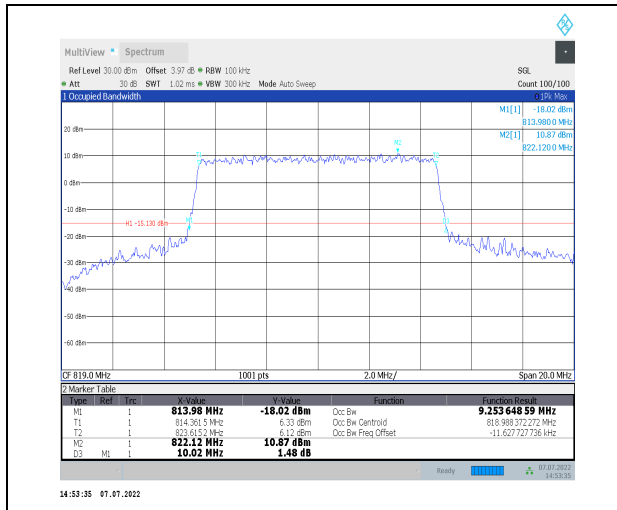 MultiView Spectrum
Ref Level 30.00 dBm Offset 3.97 dB RBW 100 kHz SGL
Att 30 dB SWT 1.02 ms VBW 300 kHz Mode Auto Sweep Count 100/100
1 Occupied Bandwidth 1Pk Max
M1[1] -18.02 dBm
813.9800 MHz
M2[1] 10.87 dBm
822.1200 MHz
20 dBm
M2
T1
10 dBm
0 dBm
-10 dBm
H1 -15.130 dBm
-20 dBm
-30 dBm
-40 dBm
-50 dBm
-60 dBm
CF 819.0 MHz 1001 pts 2.0 MHz/ Span 20.0 MHz
2 Marker Table
Type Ref Trc X-Value Y-Value Function Function Result
M1 1 813.98 MHz -18.02 dBm Occ Bw 9.253 648 59 MHz
T1 1 814.361 5 MHz 6.33 dBm Occ Bw Centroid 818.988 372 272 MHz
T2 1 823.615 2 MHz 6.12 dBm Occ Bw Freq Offset -11.627 727 736 kHz
M2 1 822.12 MHz 10.87 dBm
D3 M1 1 10.02 MHz 1.48 dB
Ready 07.07.2022
14:53:35
14:53:35 07.07.2022